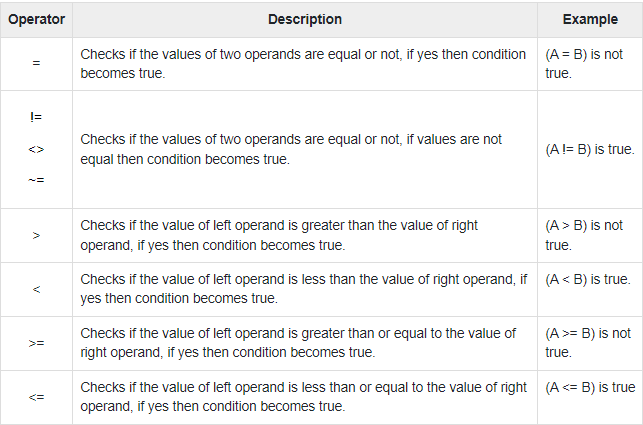 Operator Description Example
= Checks if the values of two operands are equal or not, if yes then condition (A = B) is not
becomes true. true.
!=
<> Checks if the values of two operands are equal or not, if values are not (A != B) is true.
equal then condition becomes true.
~=
> Checks if the value of left operand is greater than the value of right (A > B) is not
operand, if yes then condition becomes true. true.
< Checks if the value of left operand is less than the value of right operand, if (A < B) is true.
yes then condition becomes true.
>= Checks if the value of left operand is greater than or equal to the value of (A >= B) is not
right operand, if yes then condition becomes true. true.
<= Checks if the value of left operand is less than or equal to the value of right (A <= B) is true
operand, if yes then condition becomes true.